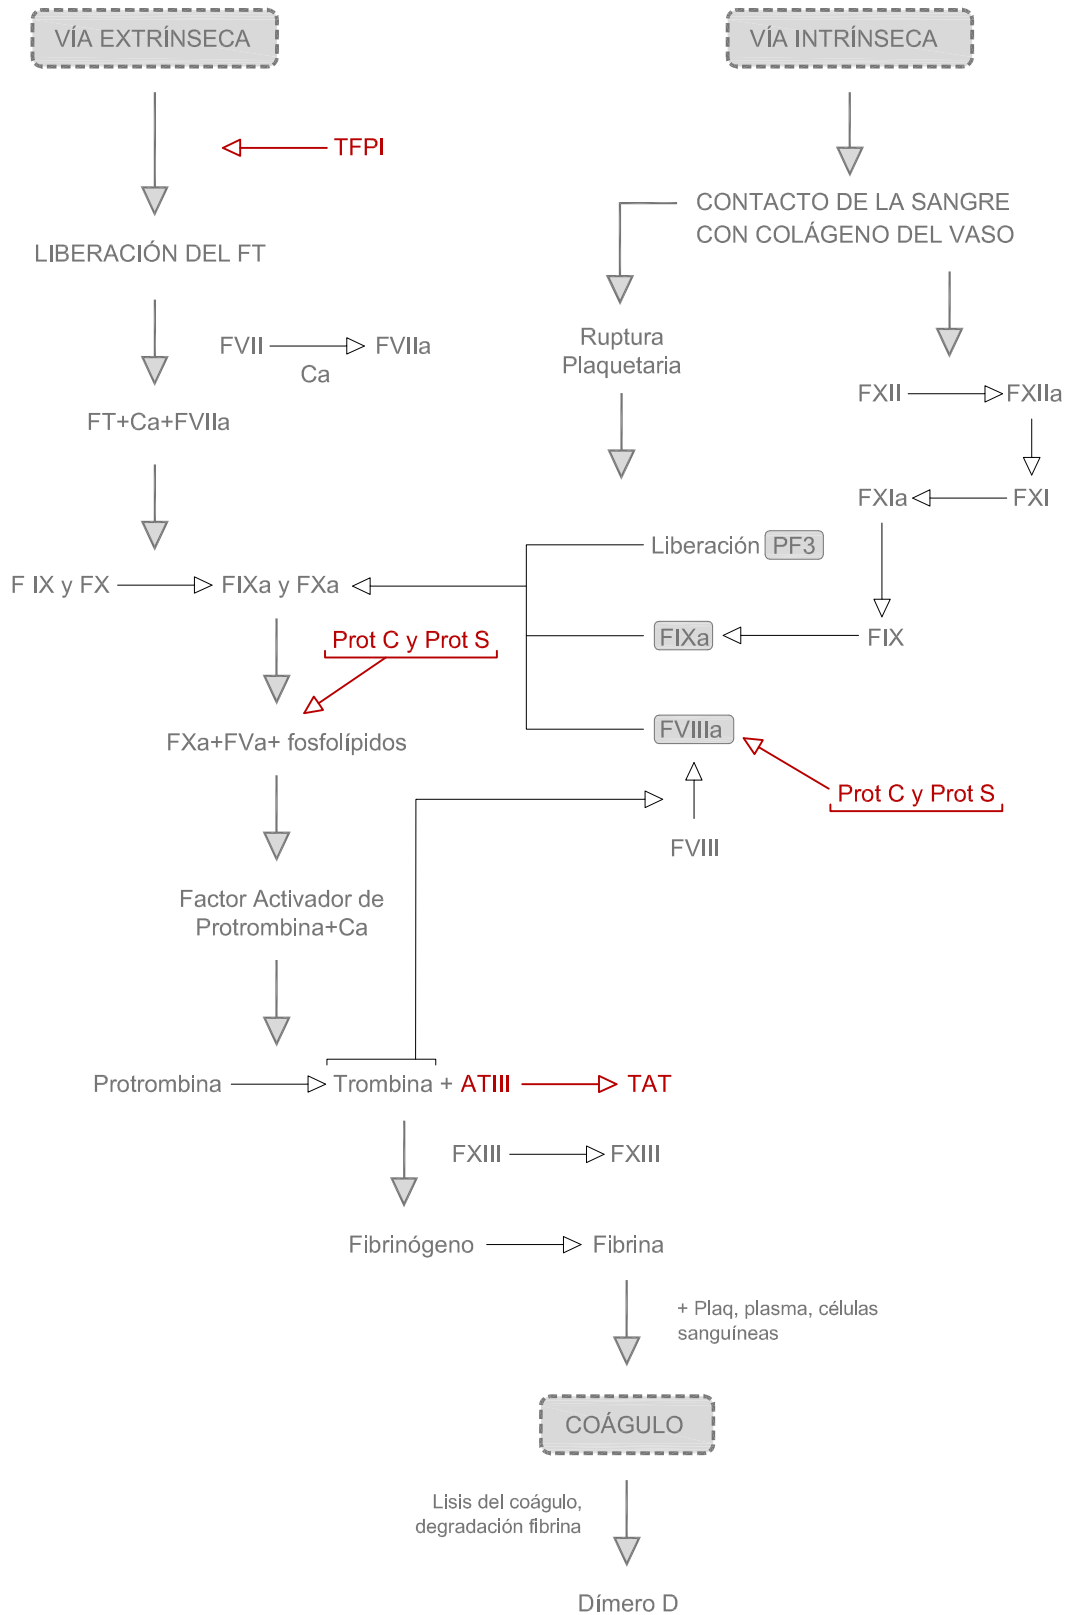 VÍA EXTRÍNSECA
VÍA INTRÍNSECA
TFPI
CONTACTO DE LA SANGRE
CON COLÁGENO DEL VASO
LIBERACIÓN DEL FT
Ruptura
Plaquetaria
FVII
FVIIa
Ca
FXII
FXIIa
FT+Ca+FVIIa
FXIa
FXI
Liberación PF3
F IX y FX
FIXa y FXa
Prot C y Prot S
FIXa
FIX
FXa+FVa+ fosfolípidos
FVIIIa
Prot C y Prot S
FVIII
Factor Activador de
Protrombina+Ca
Protrombina
Trombina + ATIII
TAT
FXIII
FXIII
Fibrinógeno
Fibrina
+ Plaq, plasma, células
sanguíneas
COÁGULO
Lisis del coágulo,
degradación fibrina
Dímero D